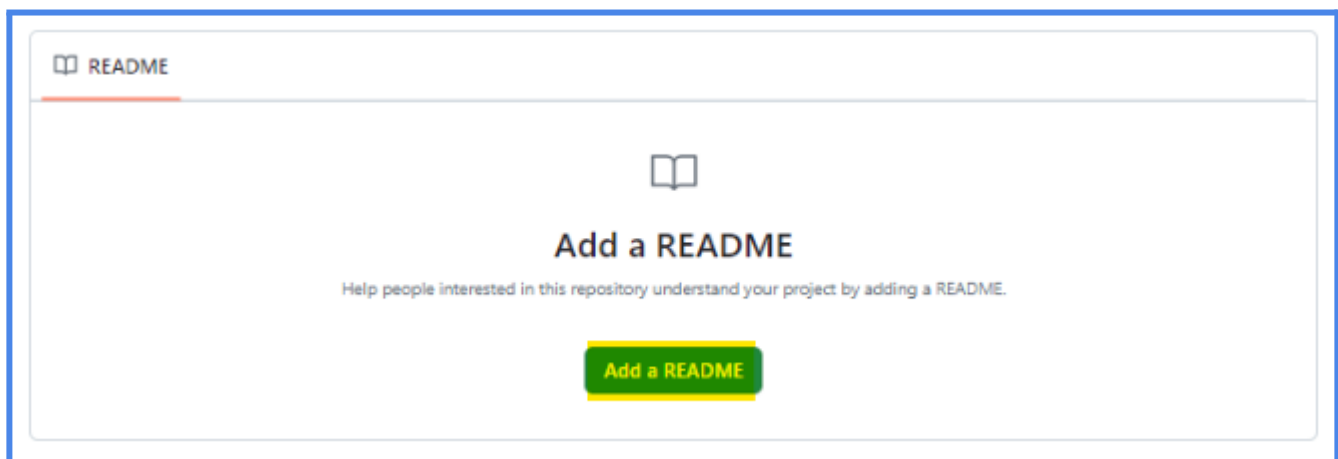 README
Add a README
Help people interested in this repository understand your project by adding a README.
Add a README